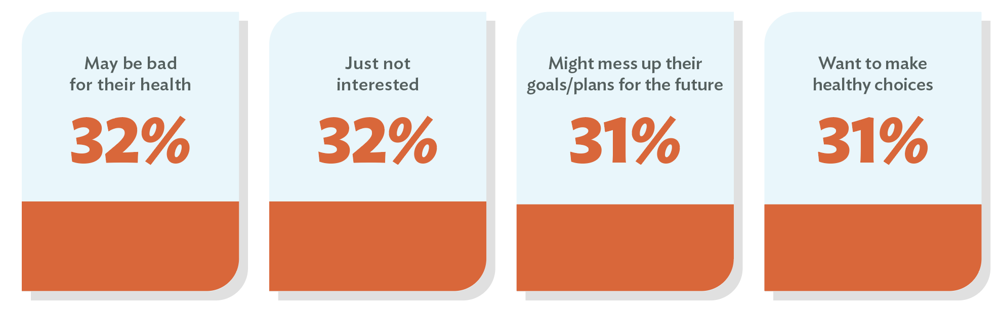 May be bad
for their health
32%
Just not
interested
32%
Might mess up their
goals/plans for the future
31%
Want to make
healthy choices
31%